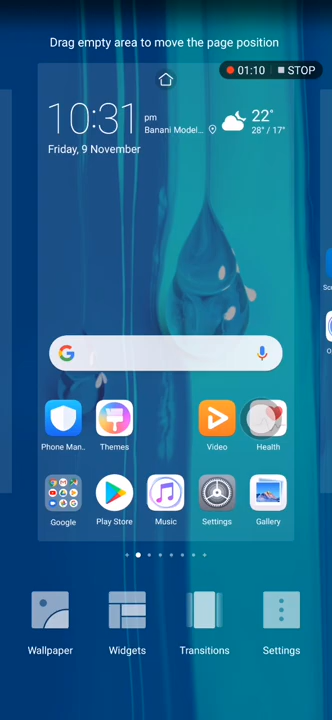 Drag empty area to move the page position
01:10 STOP
10:31 pm
Banani Model...
22°
28° / 17°
Friday, 9 November
Phone Man..
Themes
Video
Health
Google
Play Store
Music
Settings
Gallery
Wallpaper
Widgets
Transitions
Settings